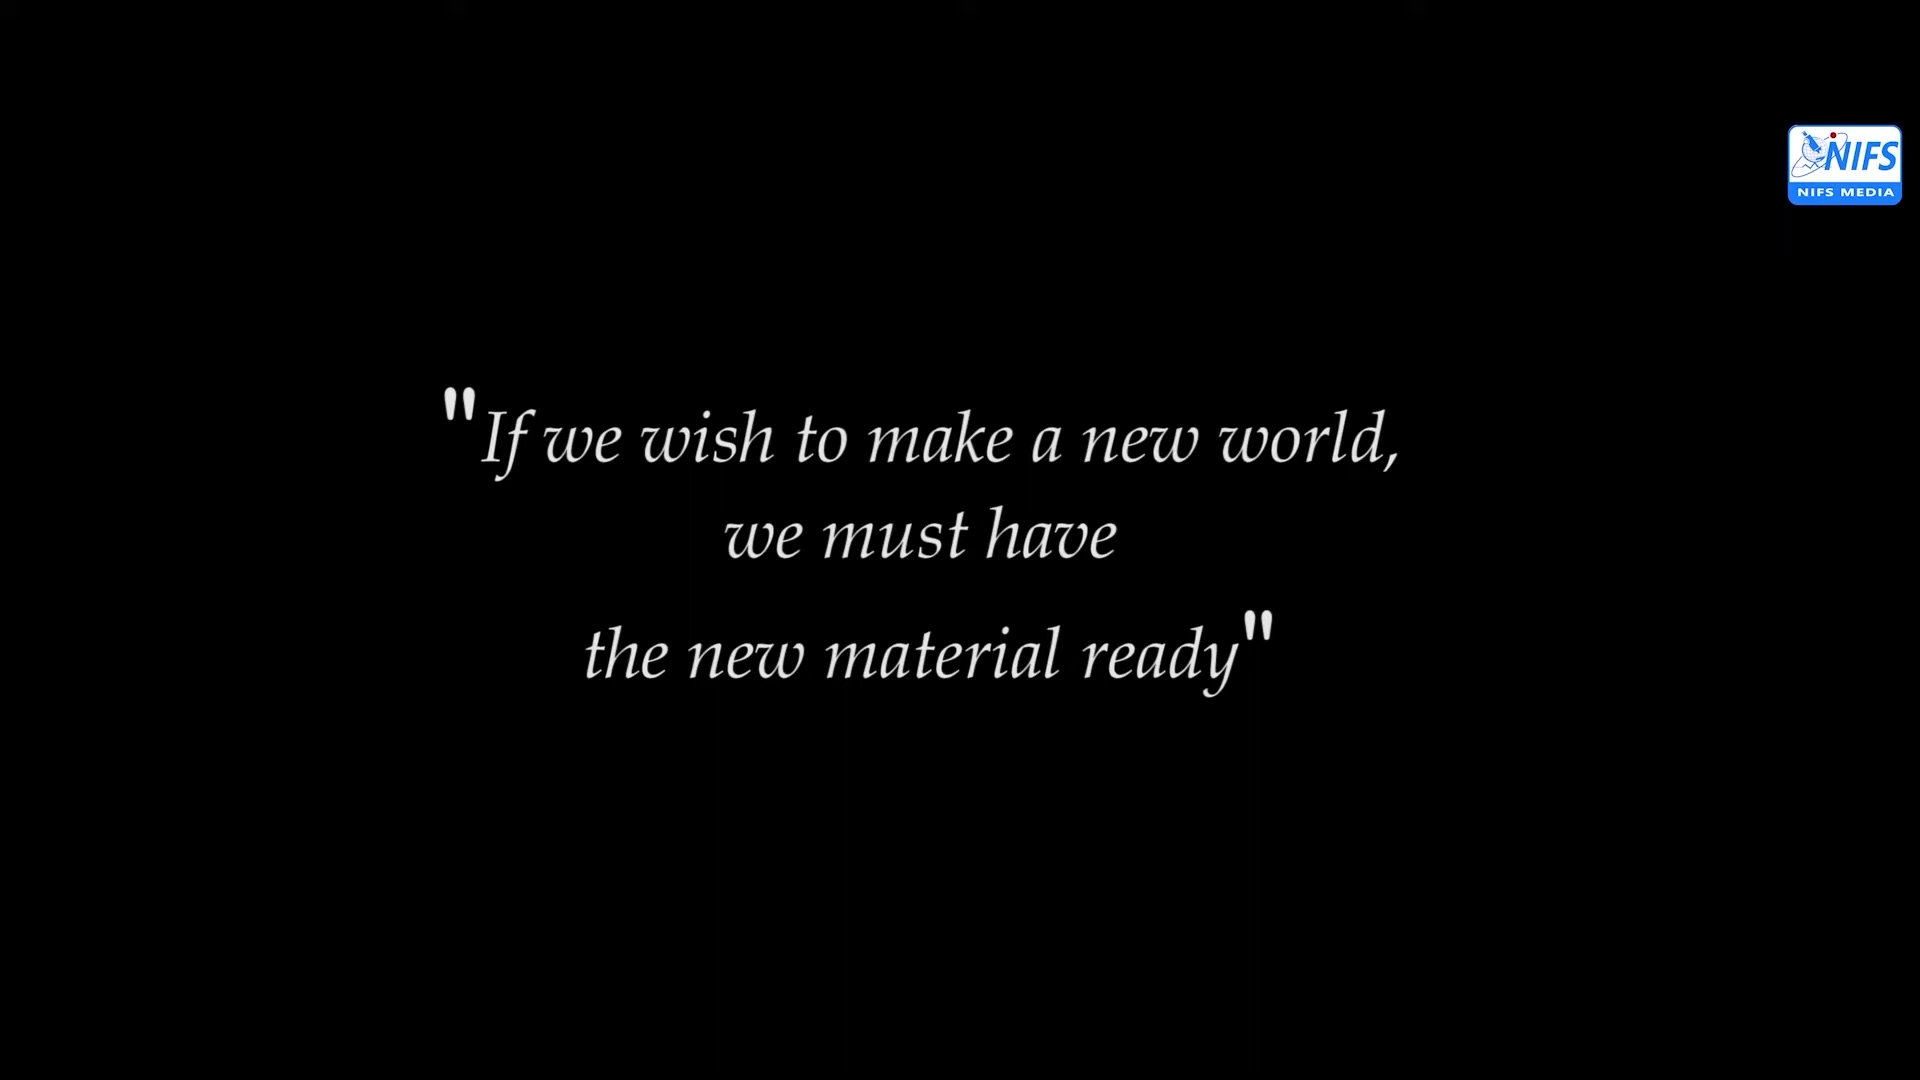 NIFS
NIFS MEDIA
"If we wish to make a new world,
we must have
the new material ready"